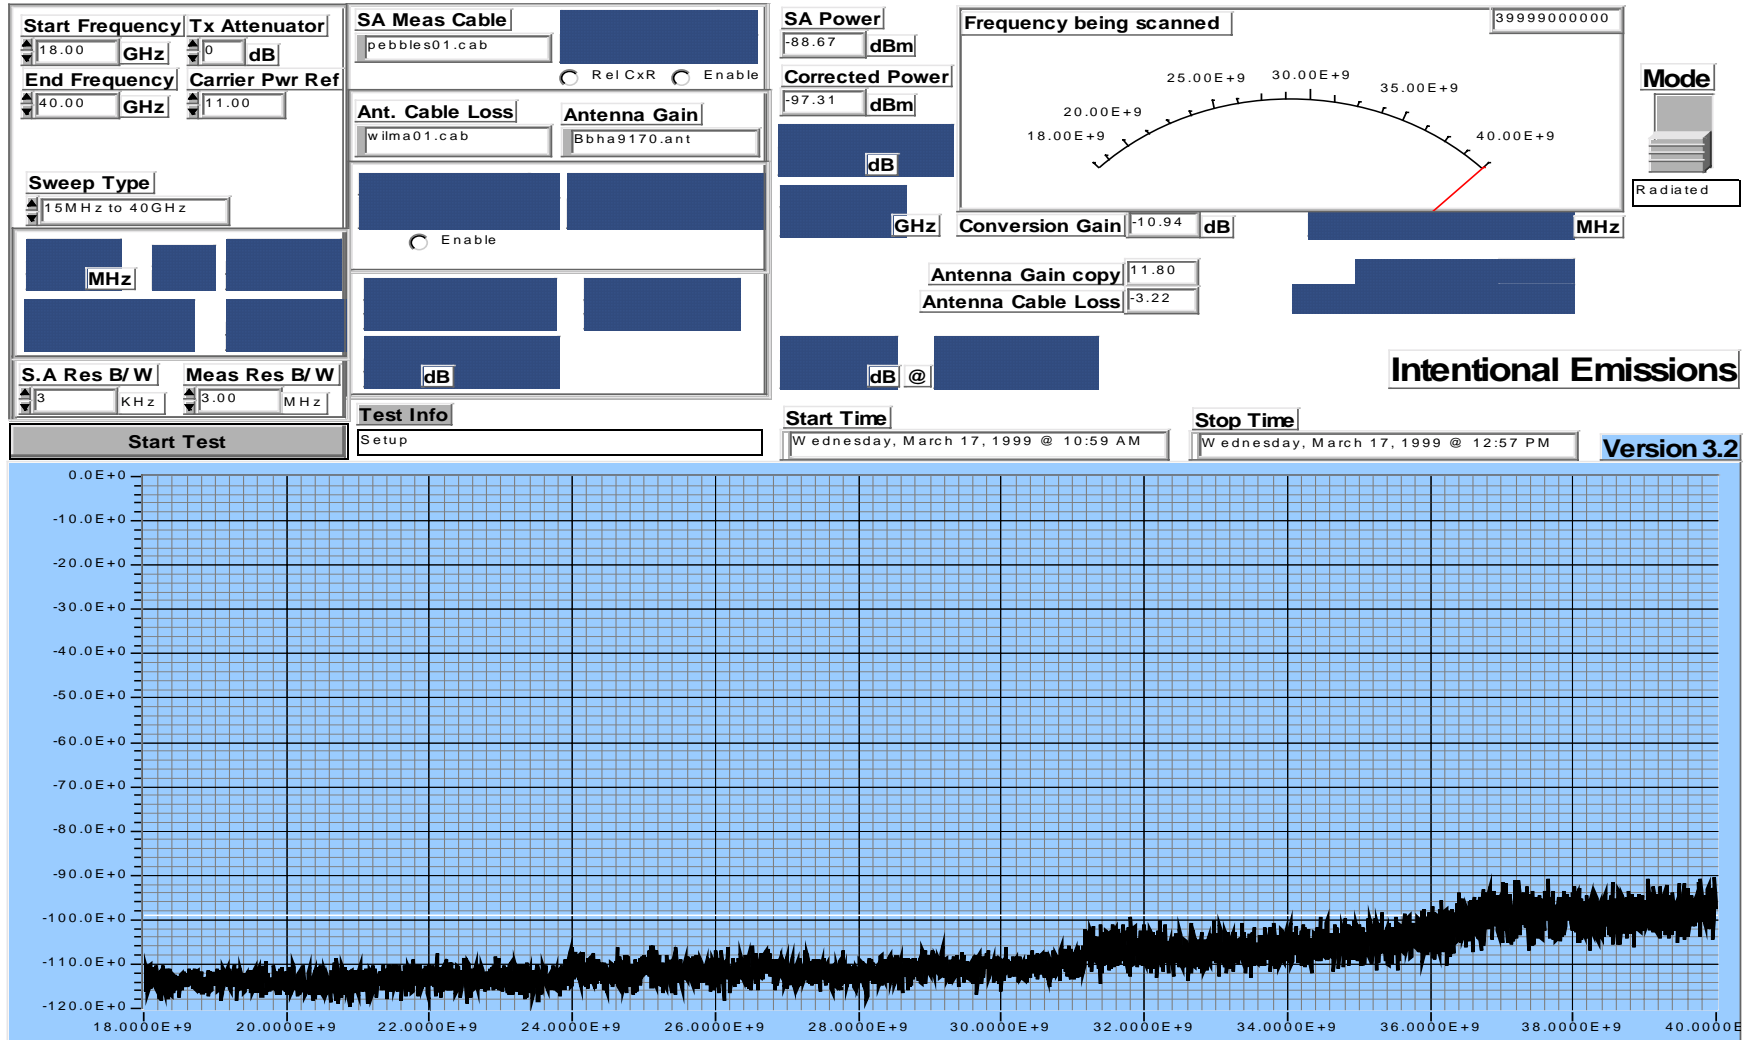 Start Frequency
18.00
GHz
Tx Attenuator
0
dB
End Frequency
40.00
GHz
Carrier Pwr Ref
11.00
Sweep Type
15MHz to 40GHz
MHz
S.A Res B/W
3
KHz
Meas Res B/W
3.00
MHz
Start Test
SA Meas Cable
pebbles01.cab
Rel CxR
Enable
Ant. Cable Loss
wilma01.cab
Antenna Gain
Bbha9170.ant
Enable
dB
Test Info
Setup
SA Power
-88.67
dBm
Corrected Power
-97.31
dBm
dB
GHz
Frequency being scanned
39999000000
18.00E+9
20.00E+9
25.00E+9
30.00E+9
35.00E+9
40.00E+9
Mode
Radiated
Conversion Gain
-10.94
dB
MHz
Antenna Gain copy
11.80
Antenna Cable Loss
-3.22
dB
@
Intentional Emissions
Start Time
Wednesday, March 17, 1999 @ 10:59 AM
Stop Time
Wednesday, March 17, 1999 @ 12:57 PM
Version 3.2
0.0E+0
-10.0E+0
-20.0E+0
-30.0E+0
-40.0E+0
-50.0E+0
-60.0E+0
-70.0E+0
-80.0E+0
-90.0E+0
-100.0E+0
-110.0E+0
-120.0E+0
18.0000E+9
20.0000E+9
22.0000E+9
24.0000E+9
26.0000E+9
28.0000E+9
30.0000E+9
32.0000E+9
34.0000E+9
36.0000E+9
38.0000E+9
40.0000E